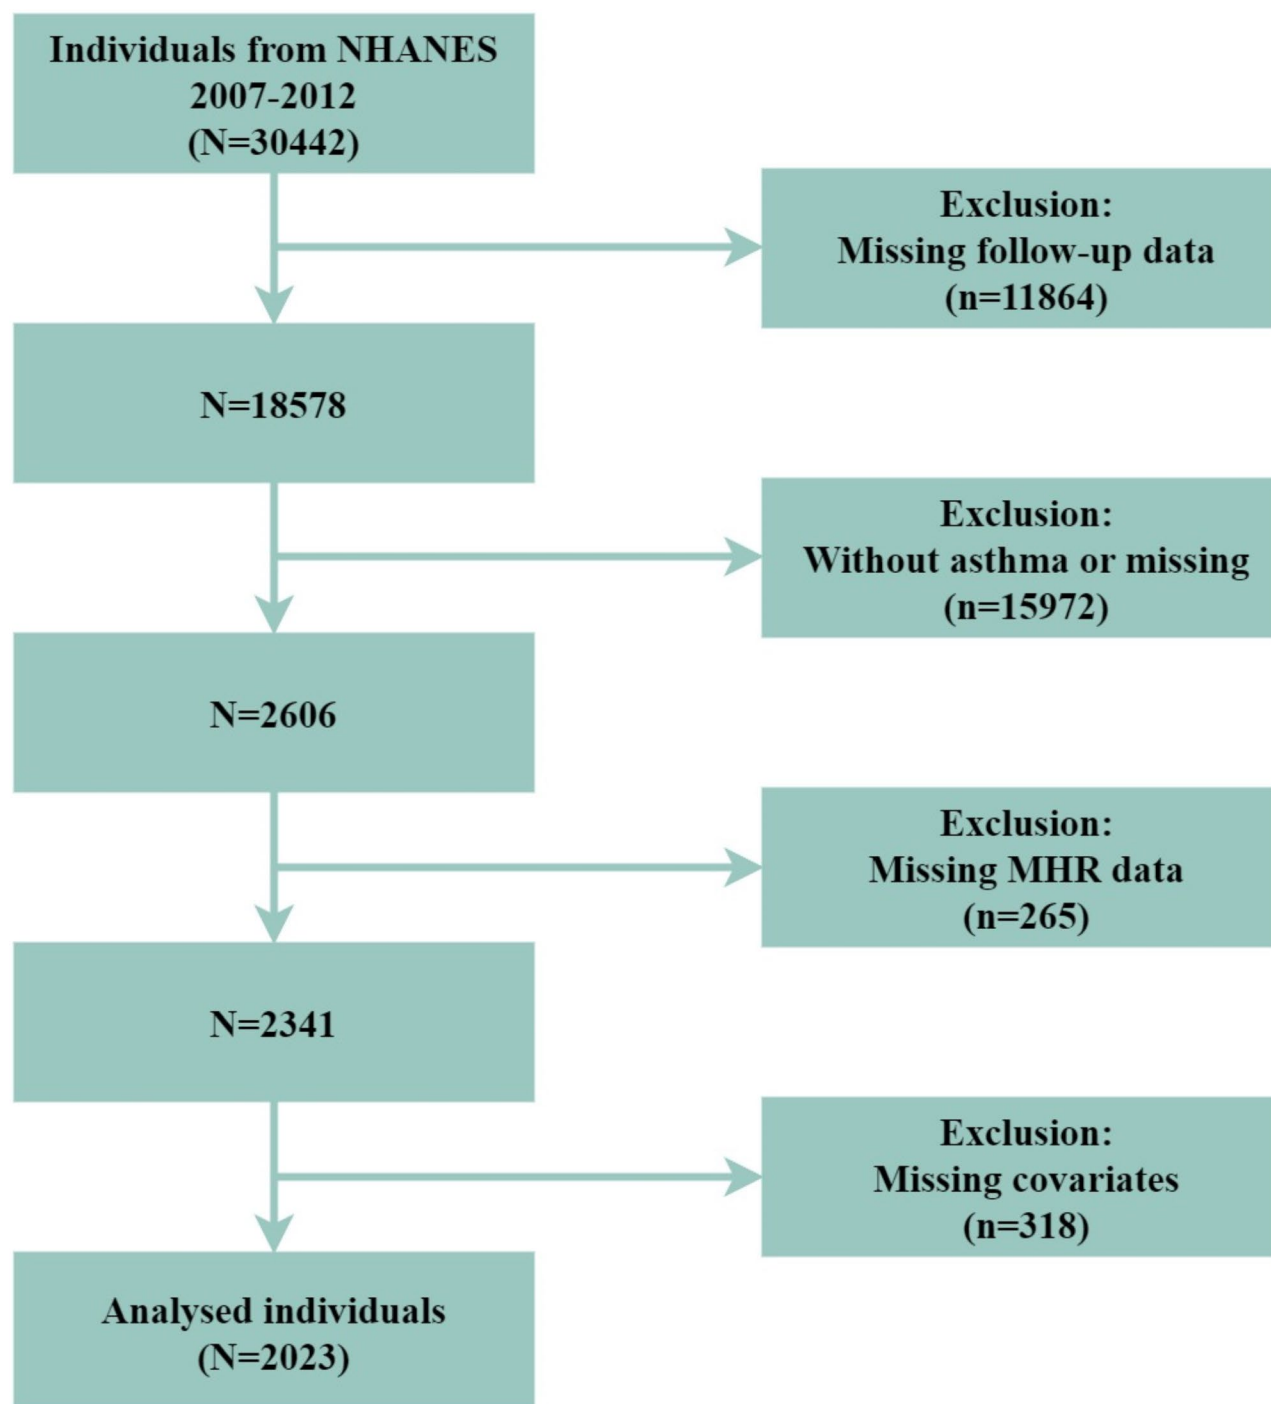 Individuals from NHANES
2007-2012
(N=30442)
Exclusion:
Missing follow-up data
(n=11864)
N=18578
Exclusion:
Without asthma or missing
(n=15972)
N=2606
Exclusion:
Missing MHR data
(n=265)
N=2341
Exclusion:
Missing covariates
(n=318)
Analysed individuals
(N=2023)